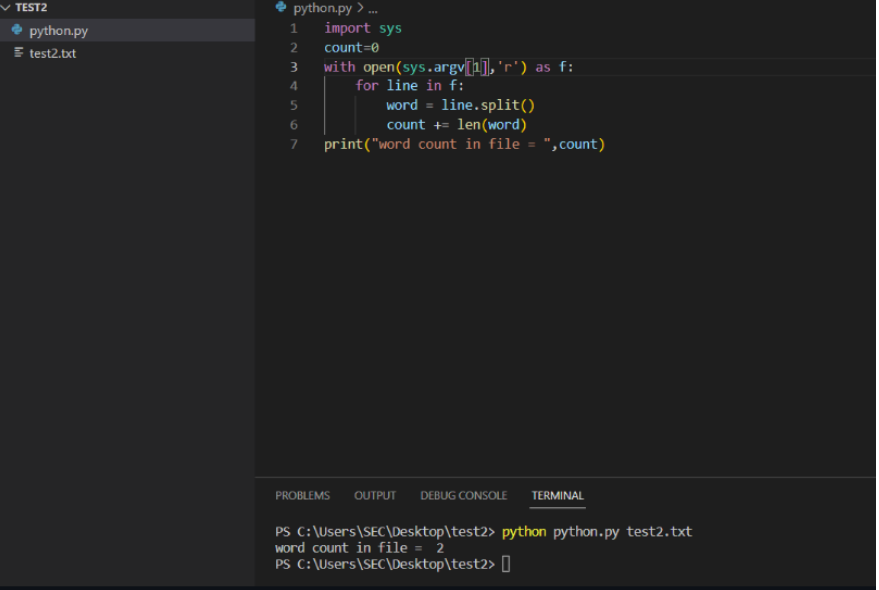 TEST2
python.py
test2.txt
python.py > ...
1 import sys
2 count=0
3 with open(sys.argv[1],'r') as f:
4     for line in f:
5         word = line.split()
6         count += len(word)
7 print("word count in file = ",count)
PROBLEMS OUTPUT DEBUG CONSOLE TERMINAL
PS C:\Users\SEC\Desktop\test2> python python.py test2.txt
word count in file =  2
PS C:\Users\SEC\Desktop\test2>